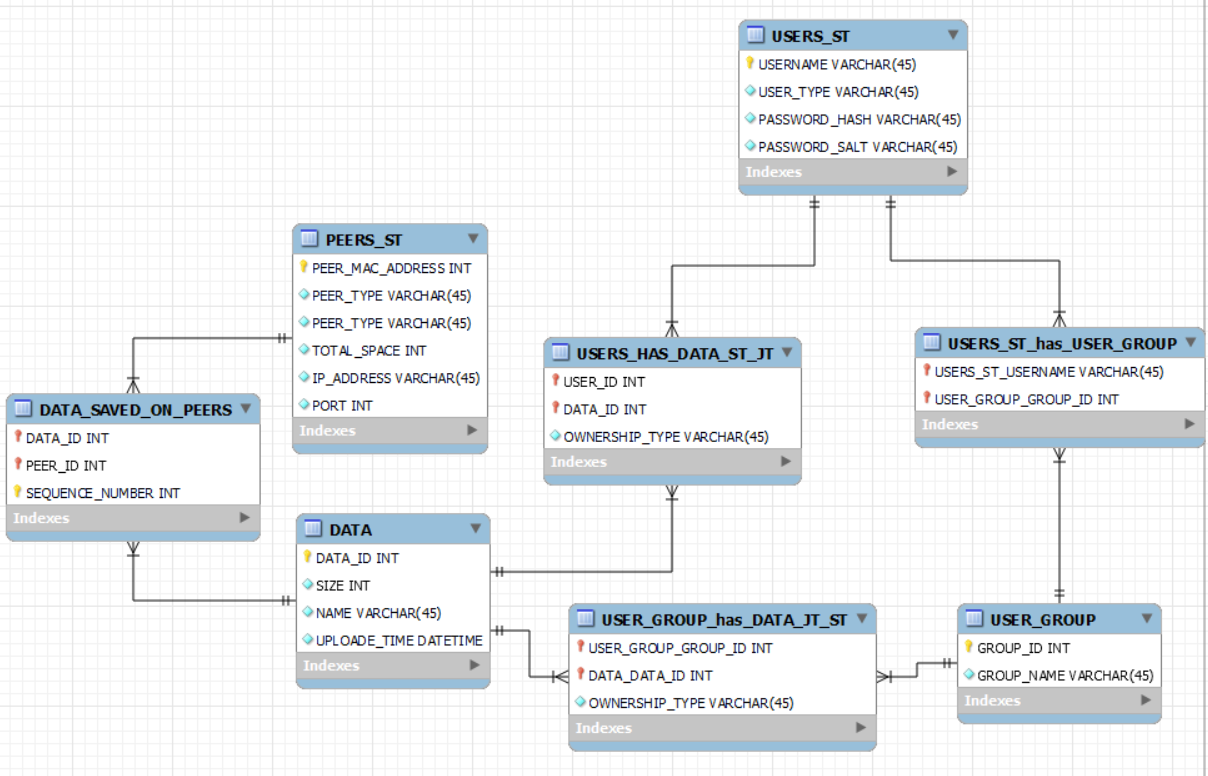 USERS_ST
USERNAME VARCHAR(45)
USER_TYPE VARCHAR(45)
PASSWORD_HASH VARCHAR(45)
PASSWORD_SALT VARCHAR(45)
Indexes
PEERS_ST
PEER_MAC_ADDRESS INT
PEER_TYPE VARCHAR(45)
PEER_TYPE VARCHAR(45)
TOTAL_SPACE INT
IP_ADDRESS VARCHAR(45)
PORT INT
Indexes
USERS_HAS_DATA_ST_JT
USER_ID INT
DATA_ID INT
OWNERSHIP_TYPE VARCHAR(45)
Indexes
USERS_ST_has_USER_GROUP
USERS_ST_USERNAME VARCHAR(45)
USER_GROUP_GROUP_ID INT
Indexes
DATA_SAVED_ON_PEERS
DATA_ID INT
PEER_ID INT
SEQUENCE_NUMBER INT
Indexes
DATA
DATA_ID INT
SIZE INT
NAME VARCHAR(45)
UPLOADE_TIME DATETIME
Indexes
USER_GROUP_has_DATA_JT_ST
USER_GROUP_GROUP_ID INT
DATA_DATA_ID INT
OWNERSHIP_TYPE VARCHAR(45)
Indexes
USER_GROUP
GROUP_ID INT
GROUP_NAME VARCHAR(45)
Indexes